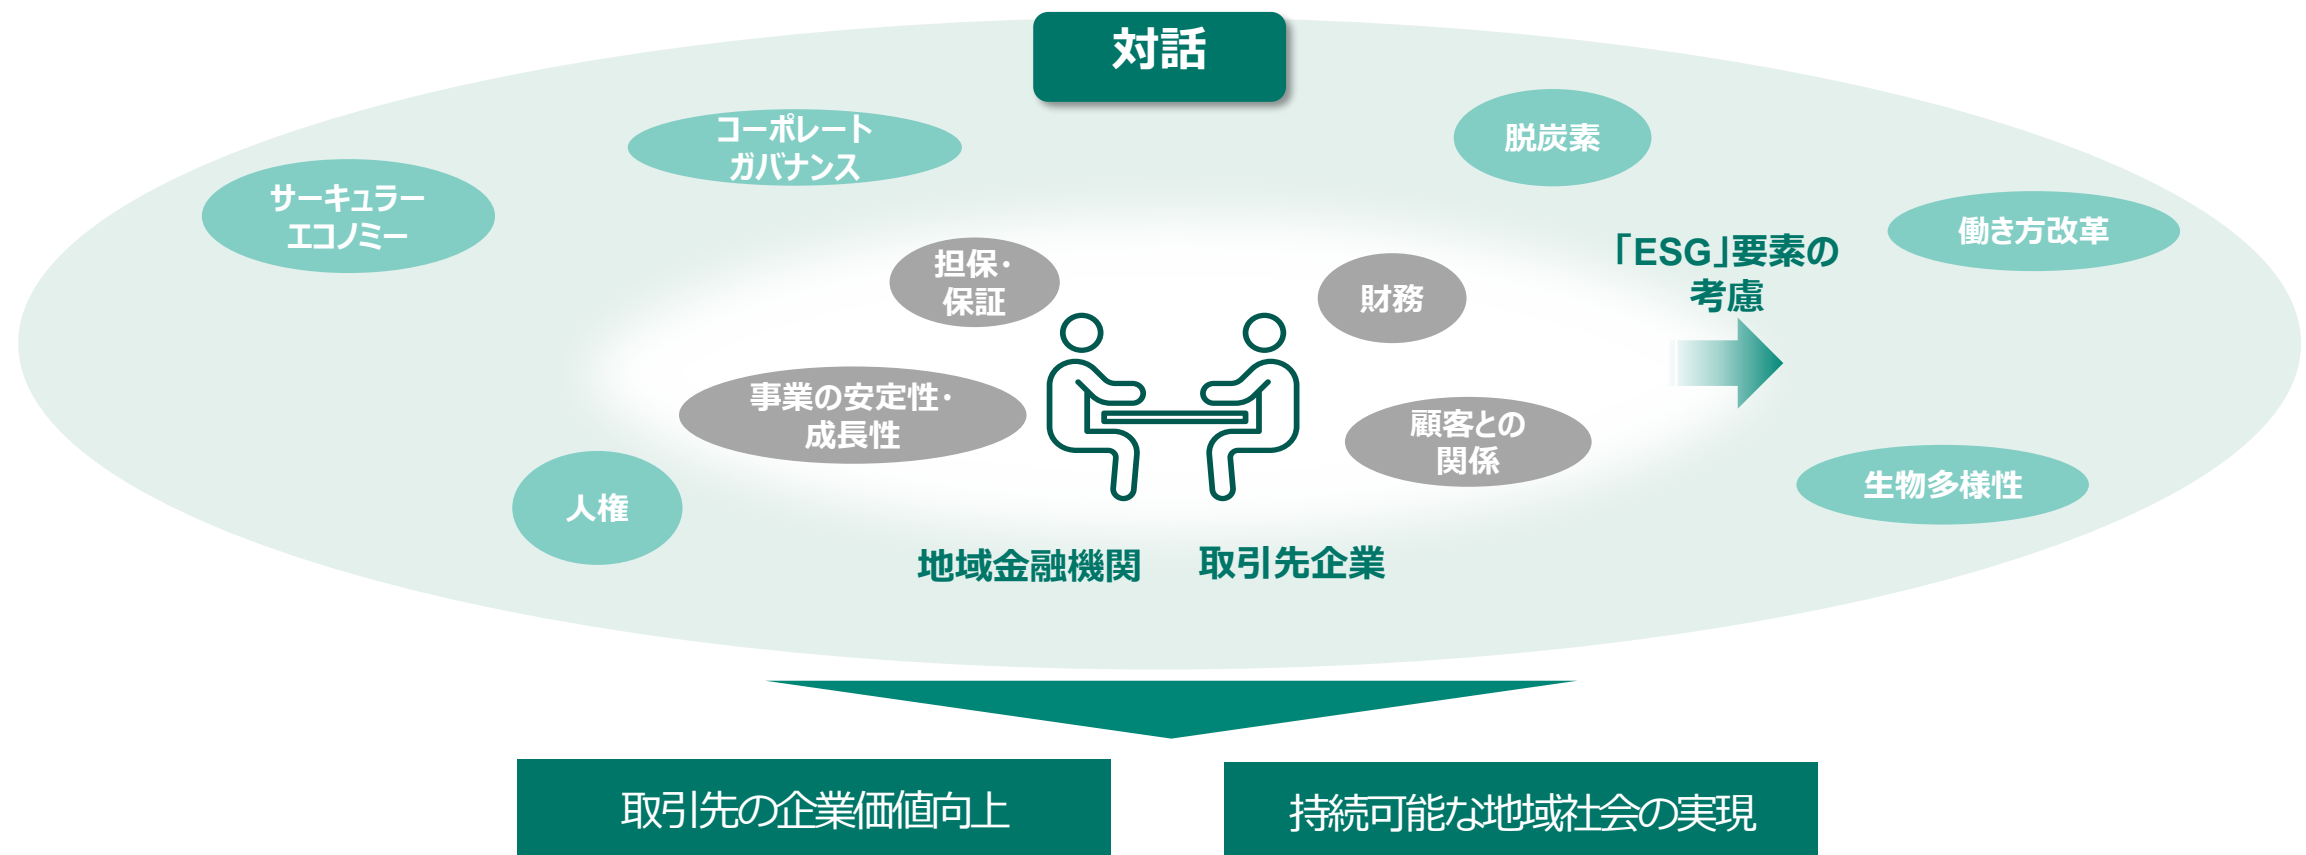 対話
コーポレート
ガバナンス
脱炭素
サーキュラー
エコノミー
働き方改革
担保・
保証
財務
「ESG」要素の
考慮
事業の安定性・
成長性
顧客との
関係
人権
生物多様性
地域金融機関
取引先企業
取引先の企業価値向上
持続可能な地域社会の実現